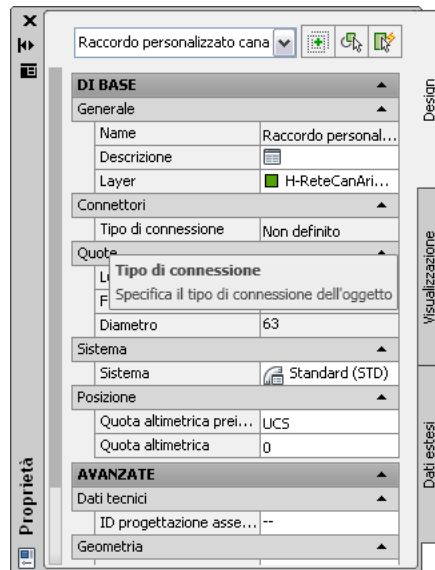 Raccordo personalizzato cana
DI BASE
Generale
Name Raccordo personal...
Descrizione
Layer H-ReteCanAri...
Connettori
Tipo di connessione Non definito
Quote
Tipo di connessione
Specifica il tipo di connessione dell'oggetto
Diametro 63
Sistema
Sistema Standard (STD)
Posizione
Quota altimetrica prei... UCS
Quota altimetrica 0
AVANZATE
Dati tecnici
ID progettazione asse... --
Geometria
Proprietà
Design
Visualizzazione
Dati estesi